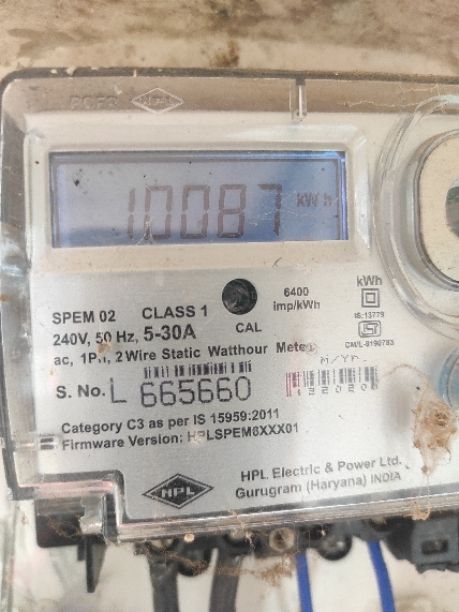 10087 kWh
6400
imp/kWh
kWh
IS:13779
SPEM 02 CLASS 1
CAL
240V, 50 Hz, 5-30A
CM/L-9190783
ac, 1PH, 2 Wire Static Watthour Meter
M/YR.
S. No. L 665660
Category C3 as per IS 15959:2011
Firmware Version: HPLSPEM6XXX01
HPL
HPL Electric & Power Ltd.
Gurugram (Haryana) INDIA